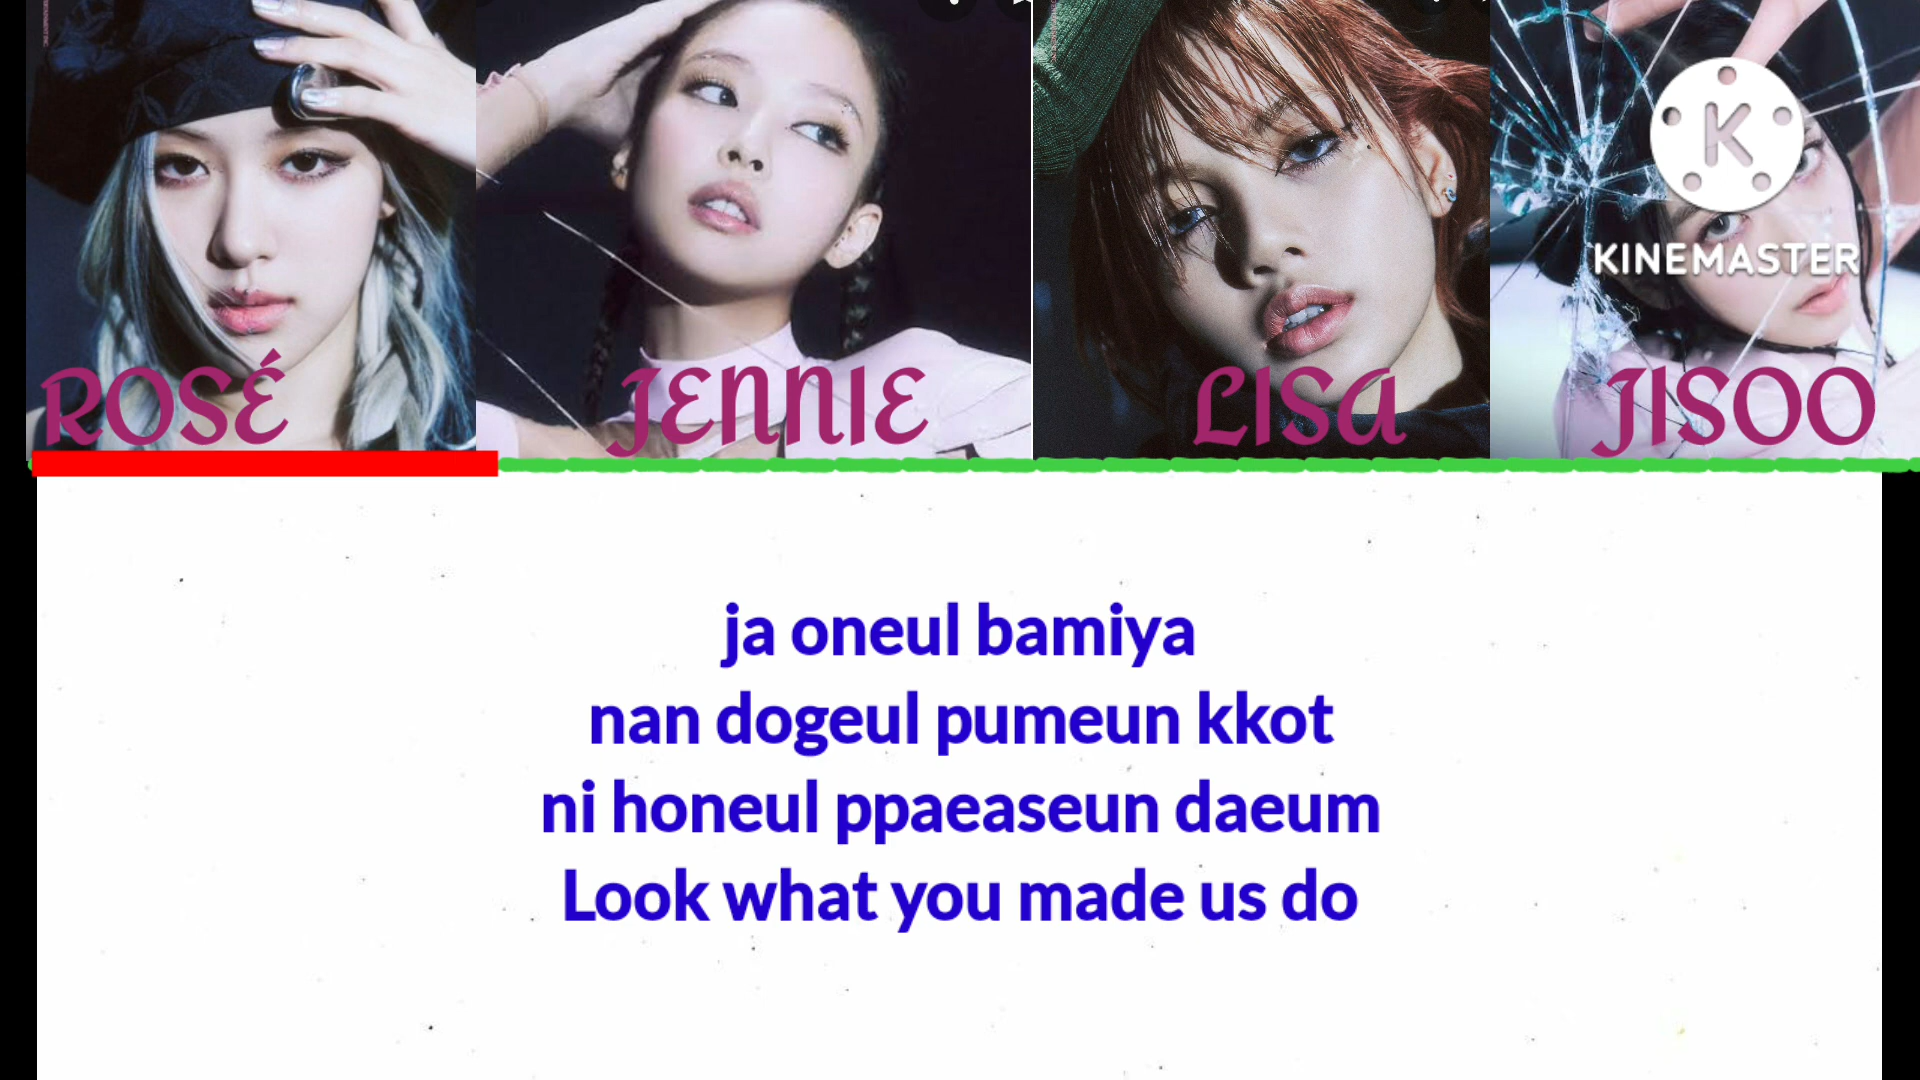 ROSÉ JENNIE LISA JISOO
K
KINEMASTER
ja oneul bamiya
nan dogeul pumeun kkot
ni honeul ppaeaseun daeum
Look what you made us do